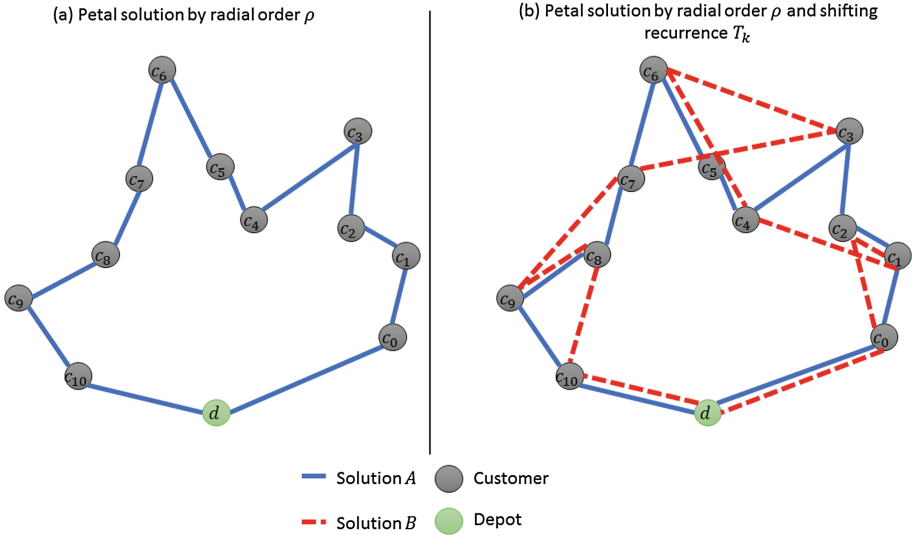 (a) Petal solution by radial order ρ
(b) Petal solution by radial order ρ and shifting
recurrence T_k
c_6
c_3
c_5
c_7
c_4
c_2
c_8
c_1
c_9
c_0
c_10
d
c_6
c_3
c_5
c_7
c_4
c_2
c_8
c_1
c_9
c_0
c_10
d
Solution A
Customer
Solution B
Depot